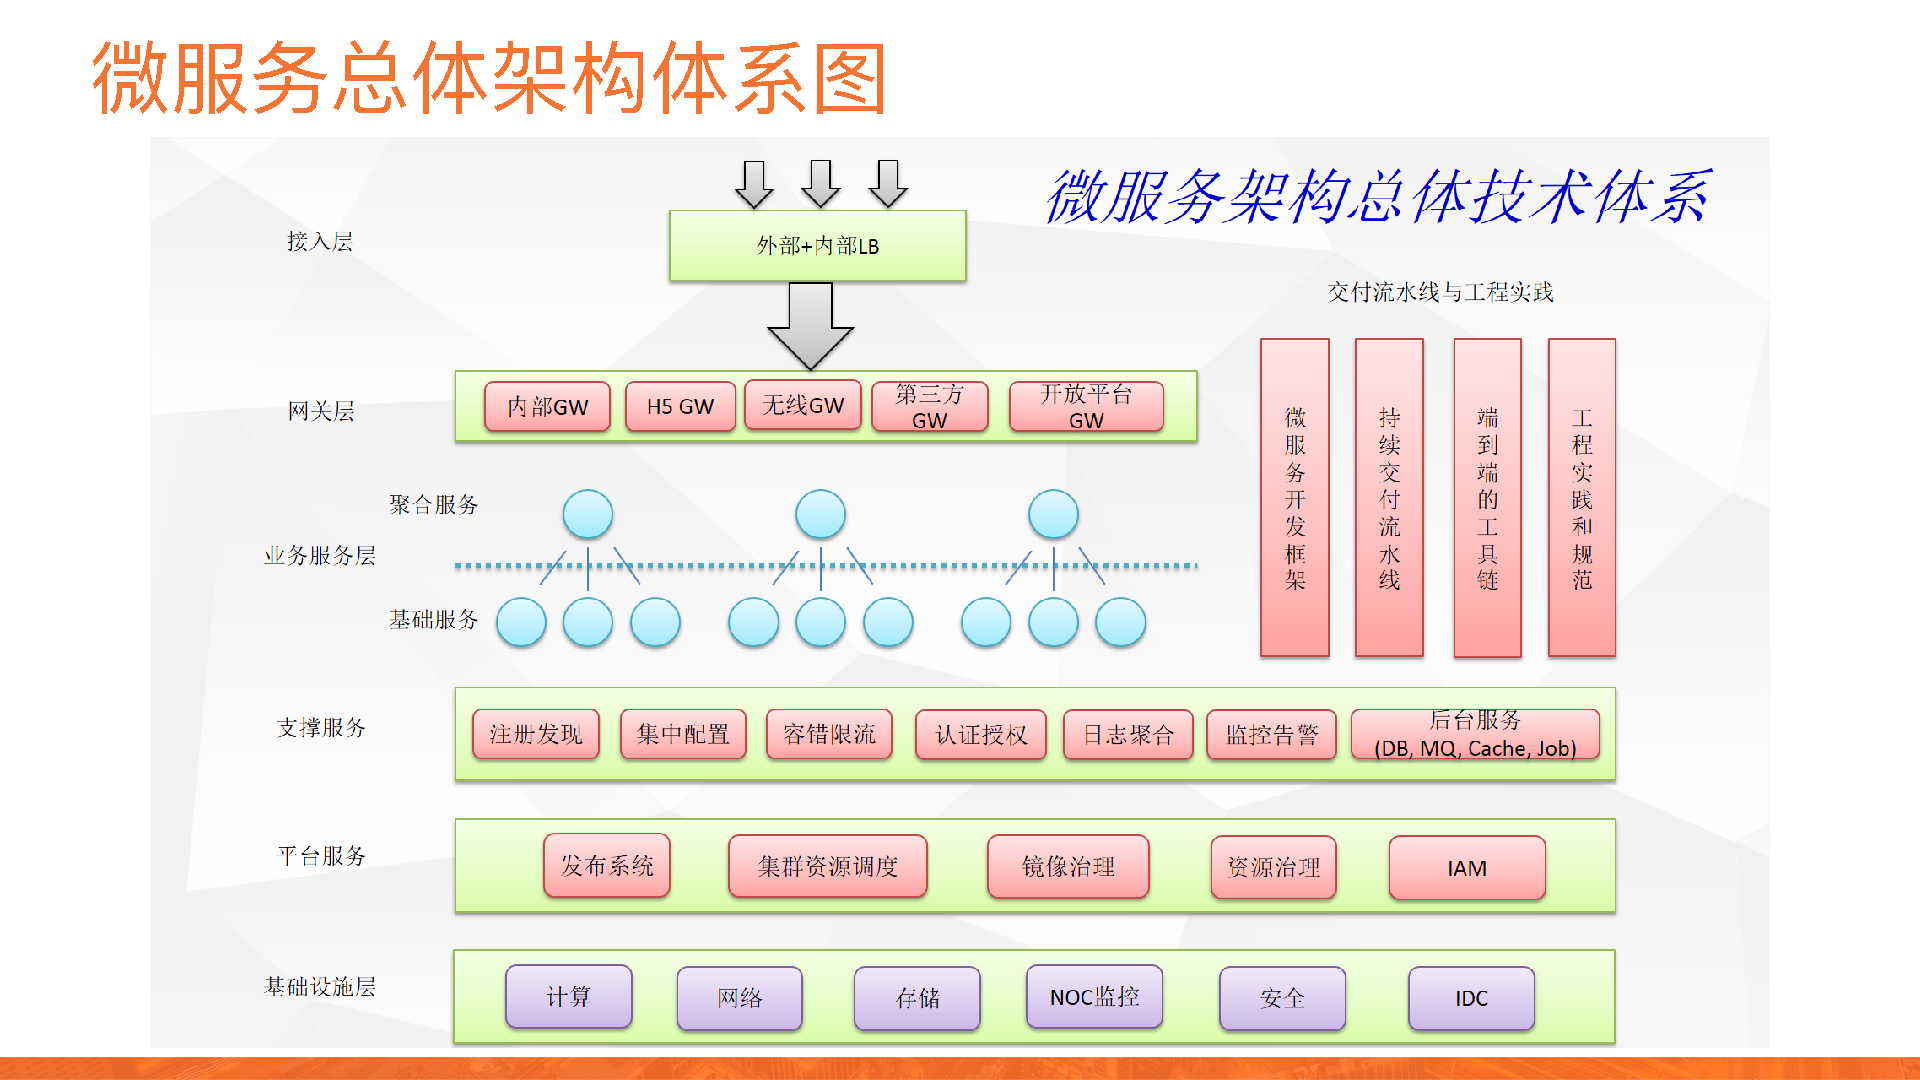 微服务总体架构体系图
微服务架构总体技术体系
接入层
外部+内部LB
交付流水线与工程实践
网关层
内部GW
H5 GW
无线GW
第三方
GW
开放平台
GW
微服务开发框架
持续交付流水线
端到端的工具链
工程实践和规范
聚合服务
业务服务层
基础服务
支撑服务
注册发现
集中配置
容错限流
认证授权
日志聚合
监控告警
后台服务
(DB, MQ, Cache, Job)
平台服务
发布系统
集群资源调度
镜像治理
资源治理
IAM
基础设施层
计算
网络
存储
NOC监控
安全
IDC